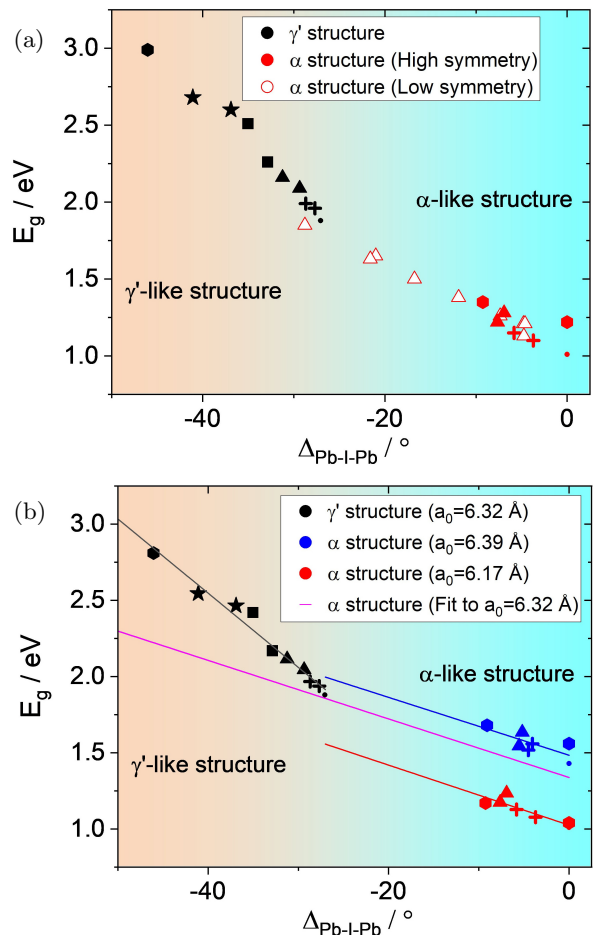 (a)
γ' structure
α structure (High symmetry)
α structure (Low symmetry)
3.0
2.5
2.0
1.5
1.0
E_g / eV
α-like structure
γ'-like structure
-40
-20
0
Δ_Pb-I-Pb / °
(b)
γ' structure (a_0=6.32 Å)
α structure (a_0=6.39 Å)
α structure (a_0=6.17 Å)
α structure (Fit to a_0=6.32 Å)
3.0
2.5
2.0
1.5
1.0
E_g / eV
α-like structure
γ'-like structure
-40
-20
0
Δ_Pb-I-Pb / °